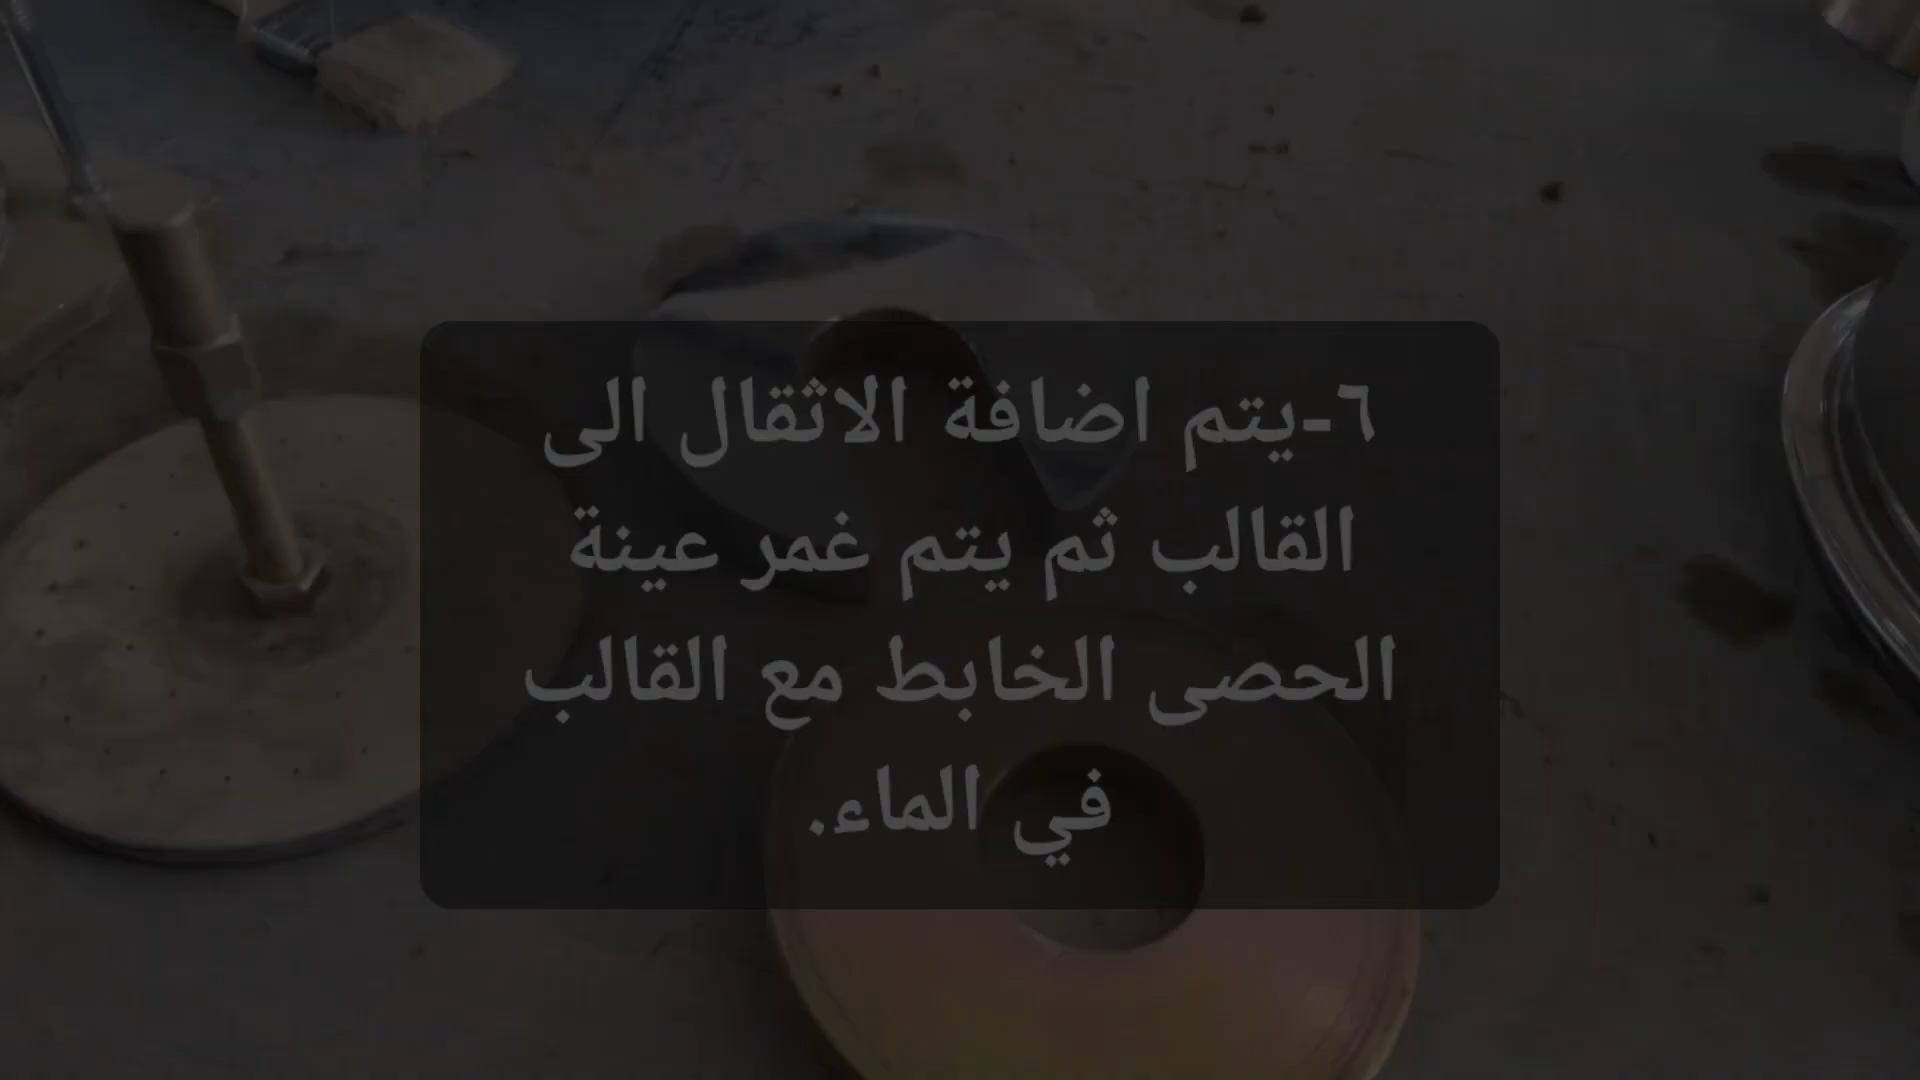 ٦-يتم اضافة الاثقال الى
القالب ثم يتم غمر عينة
الحصى الخابط مع القالب
في الماء.